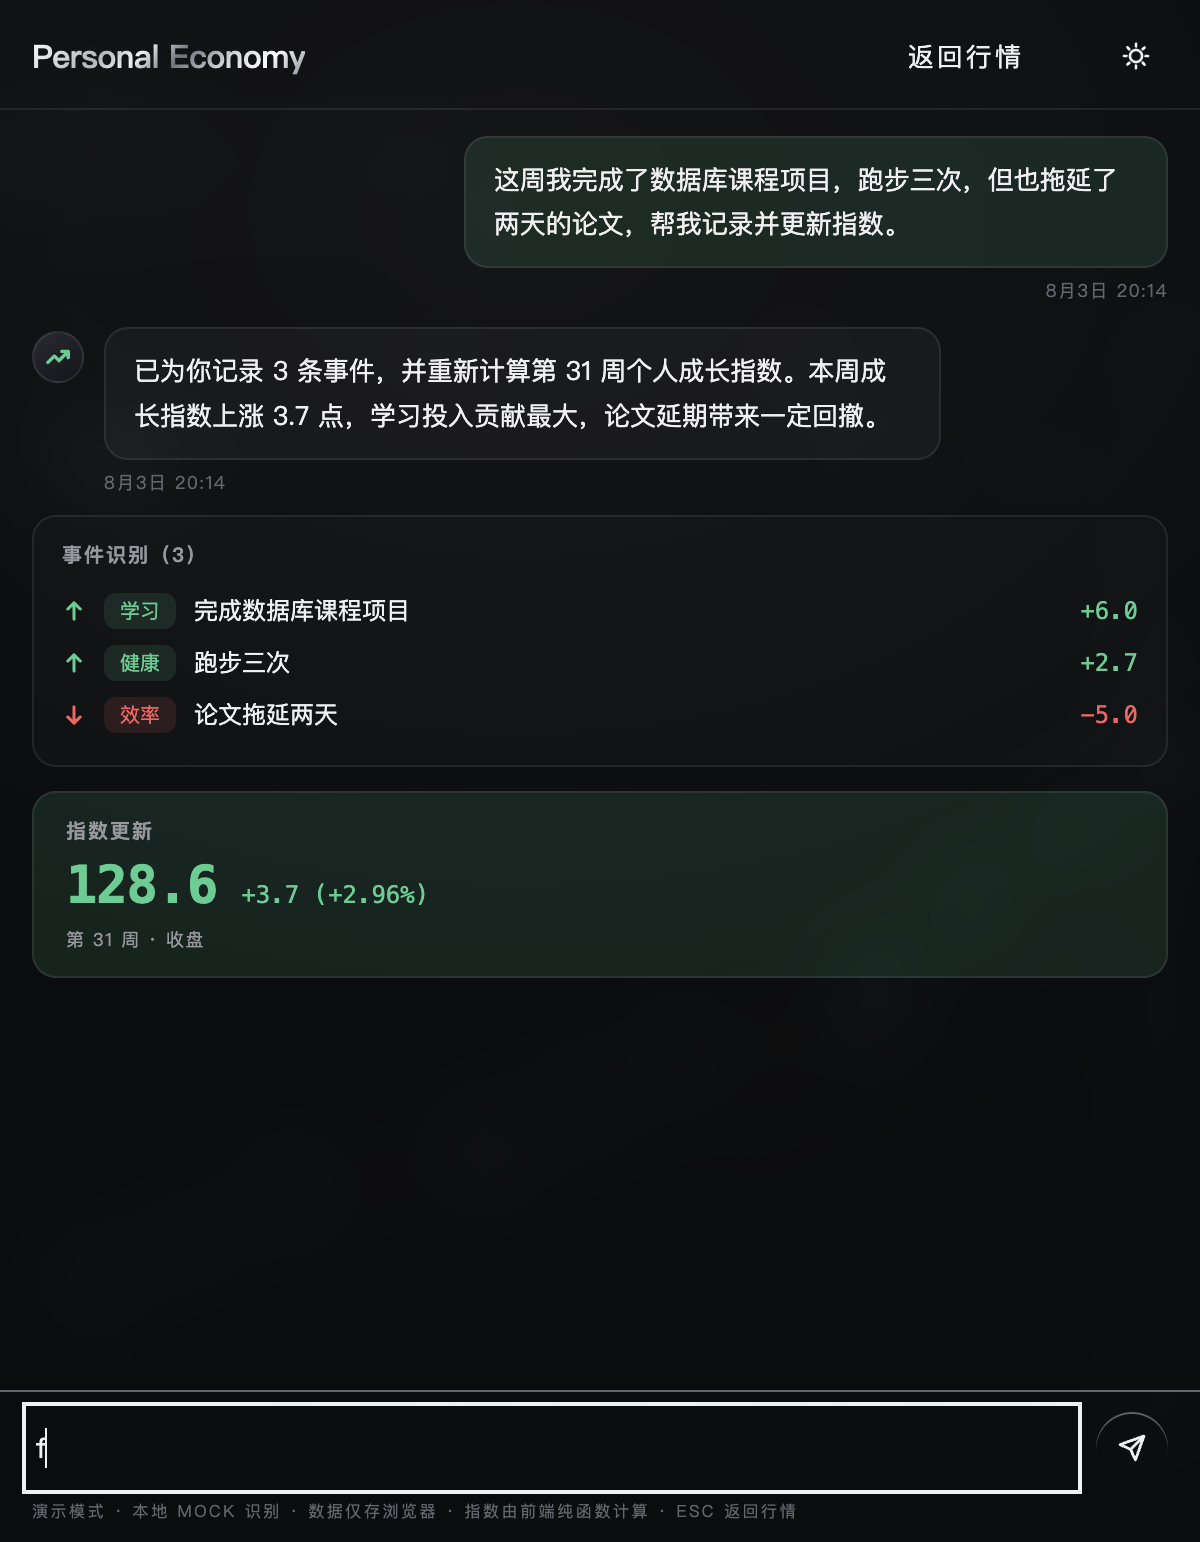 Personal Economy
返回行情
这周我完成了数据库课程项目，跑步三次，但也拖延了
两天的论文，帮我记录并更新指数。
8月3日 20:14
已为你记录 3 条事件，并重新计算第 31 周个人成长指数。本周成
长指数上涨 3.7 点，学习投入贡献最大，论文延期带来一定回撤。
8月3日 20:14
事件识别（3）
↑ 学习 完成数据库课程项目 +6.0
↑ 健康 跑步三次 +2.7
↓ 效率 论文拖延两天 −5.0
指数更新
128.6 +3.7 (+2.96%)
第 31 周 · 收盘
f
演示模式 · 本地 MOCK 识别 · 数据仅存浏览器 · 指数由前端纯函数计算 · ESC 返回行情